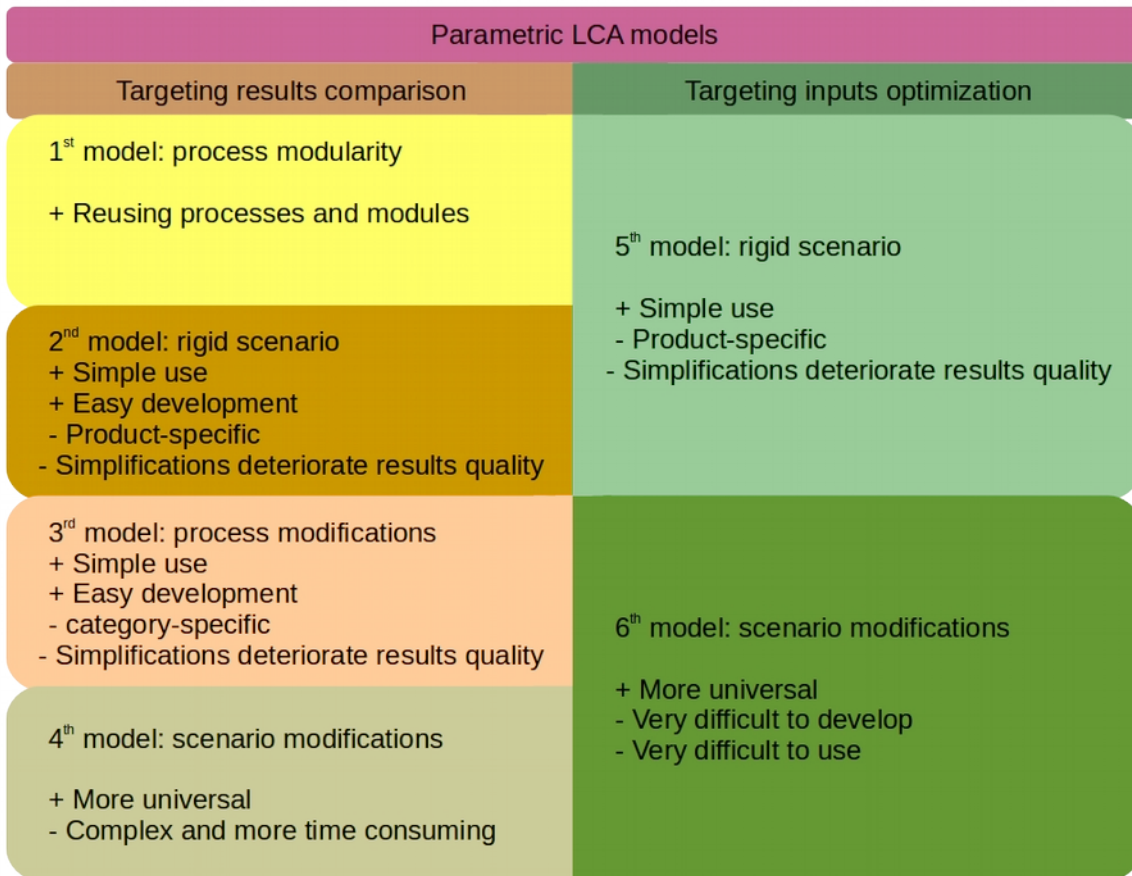 Parametric LCA models
Targeting results comparison
1st model: process modularity
+ Reusing processes and modules
2nd model: rigid scenario
+ Simple use
+ Easy development
- Product-specific
- Simplifications deteriorate results quality
3rd model: process modifications
+ Simple use
+ Easy development
- category-specific
- Simplifications deteriorate results quality
4th model: scenario modifications
+ More universal
- Complex and more time consuming
Targeting inputs optimization
5th model: rigid scenario
+ Simple use
- Product-specific
- Simplifications deteriorate results quality
6th model: scenario modifications
+ More universal
- Very difficult to develop
- Very difficult to use